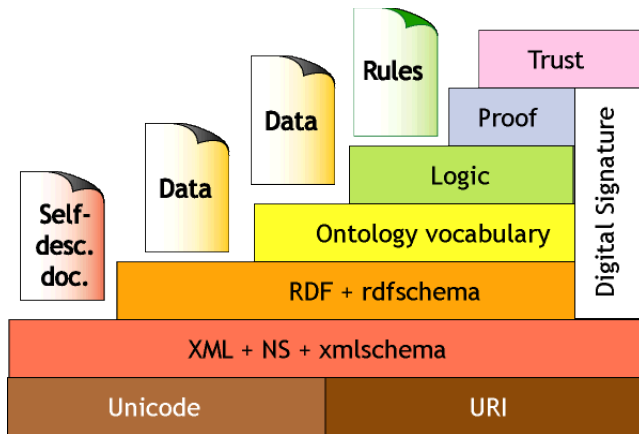 Trust
Rules
Proof
Data
Logic
Digital Signature
Data
Self-
desc.
doc.
Ontology vocabulary
RDF + rdfschema
XML + NS + xmlschema
Unicode
URI